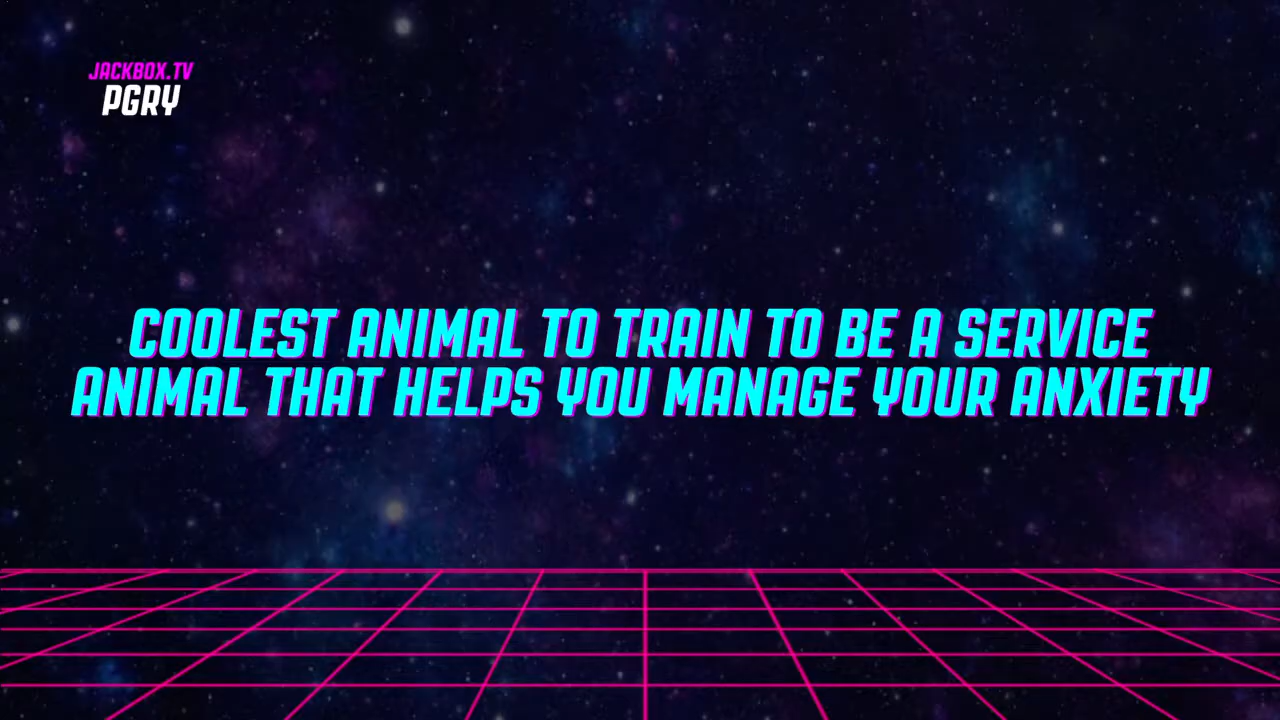 JACKBOX.TV
PGRY
COOLEST ANIMAL TO TRAIN TO BE A SERVICE
ANIMAL THAT HELPS YOU MANAGE YOUR ANXIETY